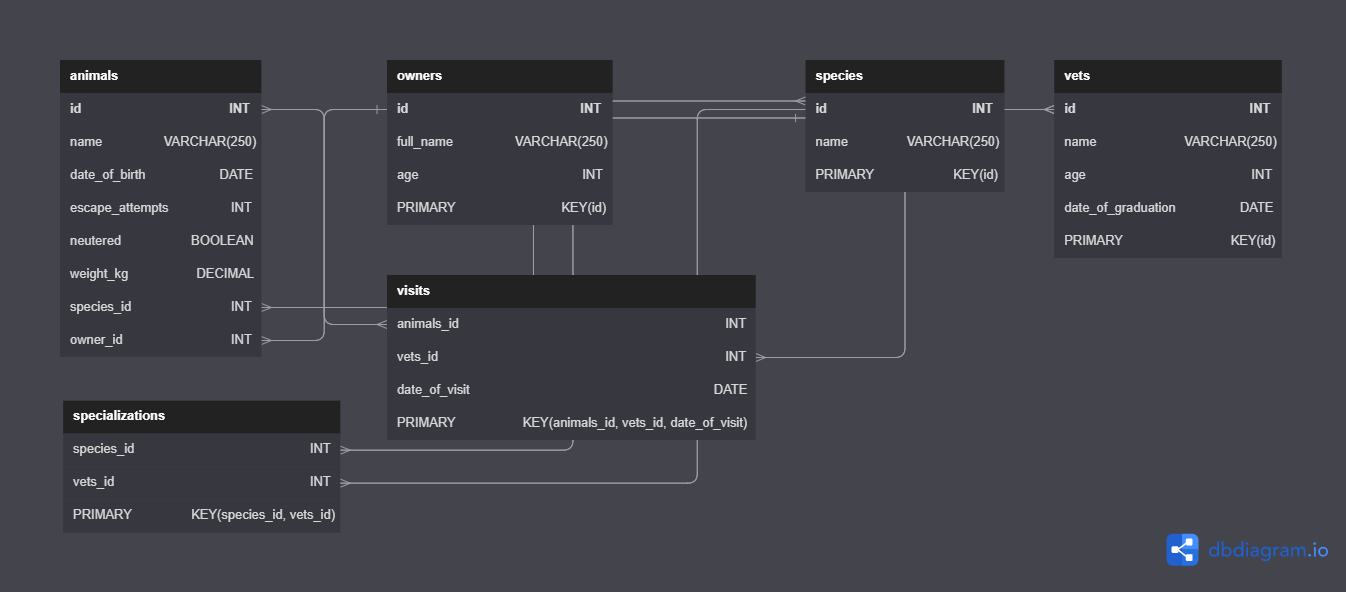 animals
id INT
name VARCHAR(250)
date_of_birth DATE
escape_attempts INT
neutered BOOLEAN
weight_kg DECIMAL
species_id INT
owner_id INT
owners
id INT
full_name VARCHAR(250)
age INT
PRIMARY KEY(id)
species
id INT
name VARCHAR(250)
PRIMARY KEY(id)
vets
id INT
name VARCHAR(250)
age INT
date_of_graduation DATE
PRIMARY KEY(id)
visits
animals_id INT
vets_id INT
date_of_visit DATE
PRIMARY KEY(animals_id, vets_id, date_of_visit)
specializations
species_id INT
vets_id INT
PRIMARY KEY(species_id, vets_id)
dbdiagram.io